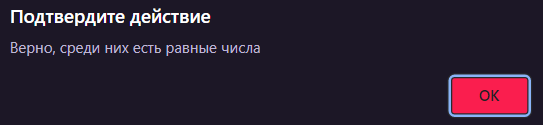 Подтвердите действие
Верно, среди них есть равные числа
OK